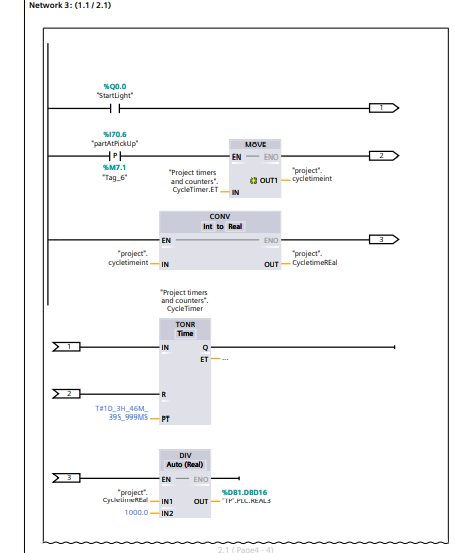 Network 3: (1.1 / 2.1)
%Q0.0
"StartLight"
1
%I70.6
"partAtPickUp"
P
%M7.1
"Tag_6"
MOVE
EN ENO
2
"Project timers
and counters".
CycleTimer.ET
IN
OUT1
"project".
cycletimeint
CONV
Int to Real
EN ENO
3
"project".
cycletimeint
IN
OUT
"project".
CycletimeREal
"Project timers
and counters".
CycleTimer
TONR
Time
1
IN Q
ET ...
2
R
T#1D_3H_46M_
39S_999MS
PT
DIV
Auto (Real)
3
EN ENO
"project".
CycletimeREal
IN1
OUT
%DB1.DBD16
"TP".PLC.REAL3
1000.0
IN2
2.1 ( Page4 - 4)